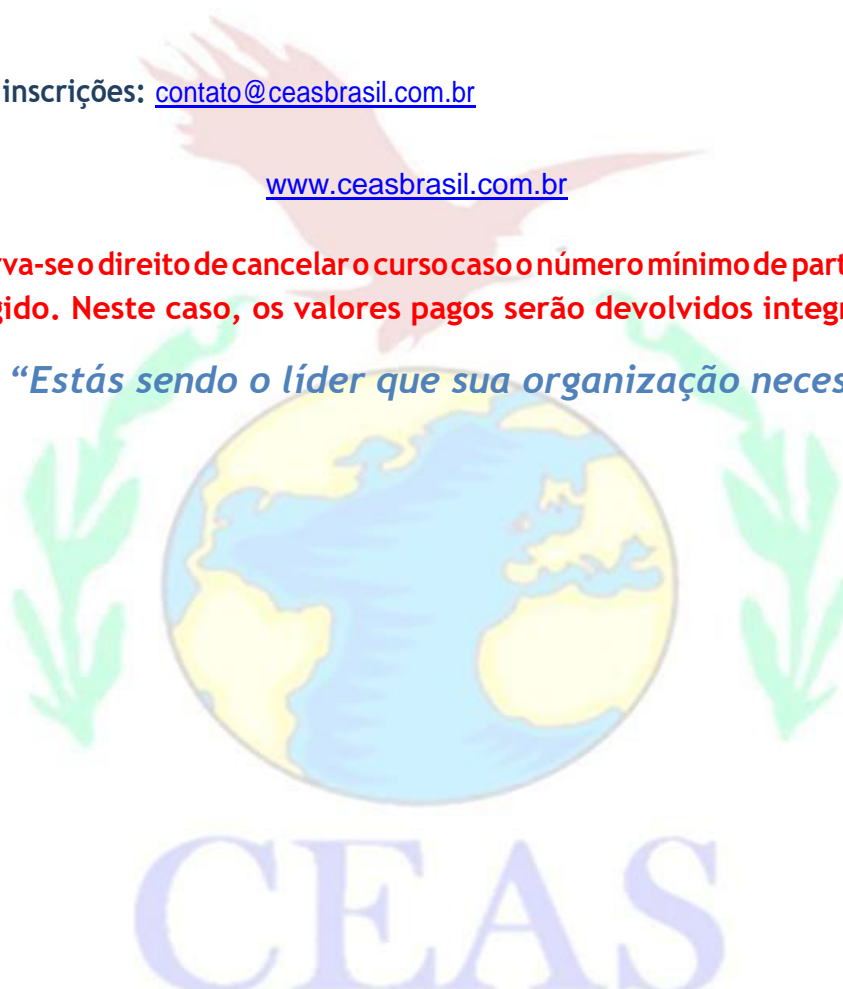 inscrições: contato@ceasbrasil.com.br
www.ceasbrasil.com.br
rva-se o direito de cancelar o curso caso o número mínimo de part
gido. Neste caso, os valores pagos serão devolvidos integr
“Estás sendo o líder que sua organização neces
CEAS